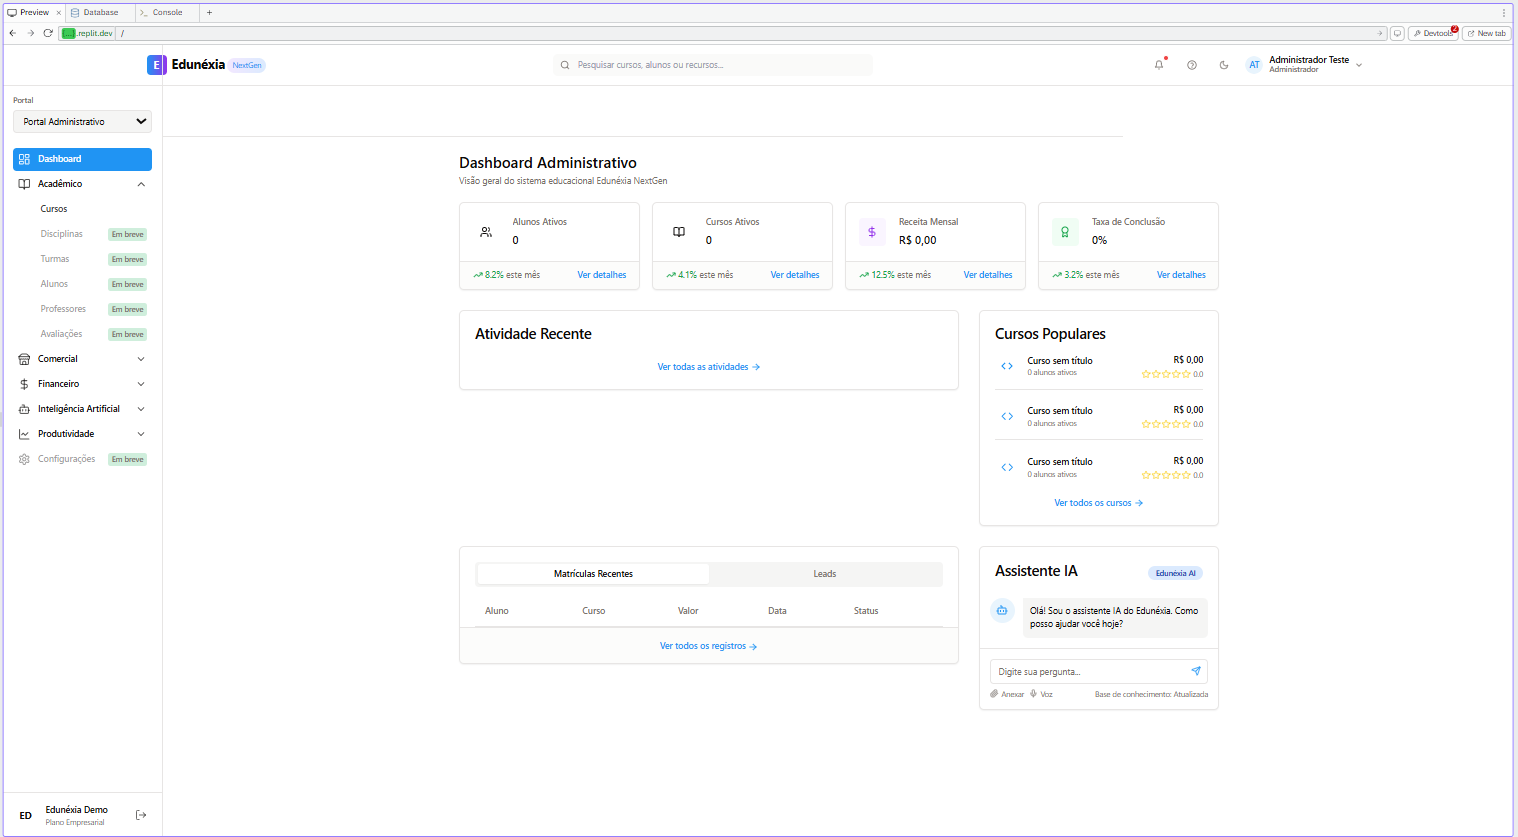 Preview
Database
Console
.replit.dev
/
Devtools
2
New tab
E
Edunéxia
NextGen
Pesquisar cursos, alunos ou recursos...
AT
Administrador Teste
Administrador
Portal
Portal Administrativo
Dashboard
Acadêmico
Cursos
Disciplinas
Em breve
Turmas
Em breve
Alunos
Em breve
Professores
Em breve
Avaliações
Em breve
Comercial
Financeiro
Inteligência Artificial
Produtividade
Configurações
Em breve
Edunéxia Demo
ED
Plano Empresarial
Dashboard Administrativo
Visão geral do sistema educacional Edunéxia NextGen
Alunos Ativos
0
8.2% este mês
Ver detalhes
Cursos Ativos
0
4.1% este mês
Ver detalhes
Receita Mensal
R$ 0,00
12.5% este mês
Ver detalhes
Taxa de Conclusão
0%
3.2% este mês
Ver detalhes
Atividade Recente
Ver todas as atividades →
Cursos Populares
Curso sem título
R$ 0,00
0 alunos ativos
0.0
Curso sem título
R$ 0,00
0 alunos ativos
0.0
Curso sem título
R$ 0,00
0 alunos ativos
0.0
Ver todos os cursos →
Matrículas Recentes
Leads
Aluno
Curso
Valor
Data
Status
Ver todos os registros →
Assistente IA
Edunéxia AI
Olá! Sou o assistente IA do Edunéxia. Como
posso ajudar você hoje?
Digite sua pergunta...
Anexar
Voz
Base de conhecimento: Atualizada